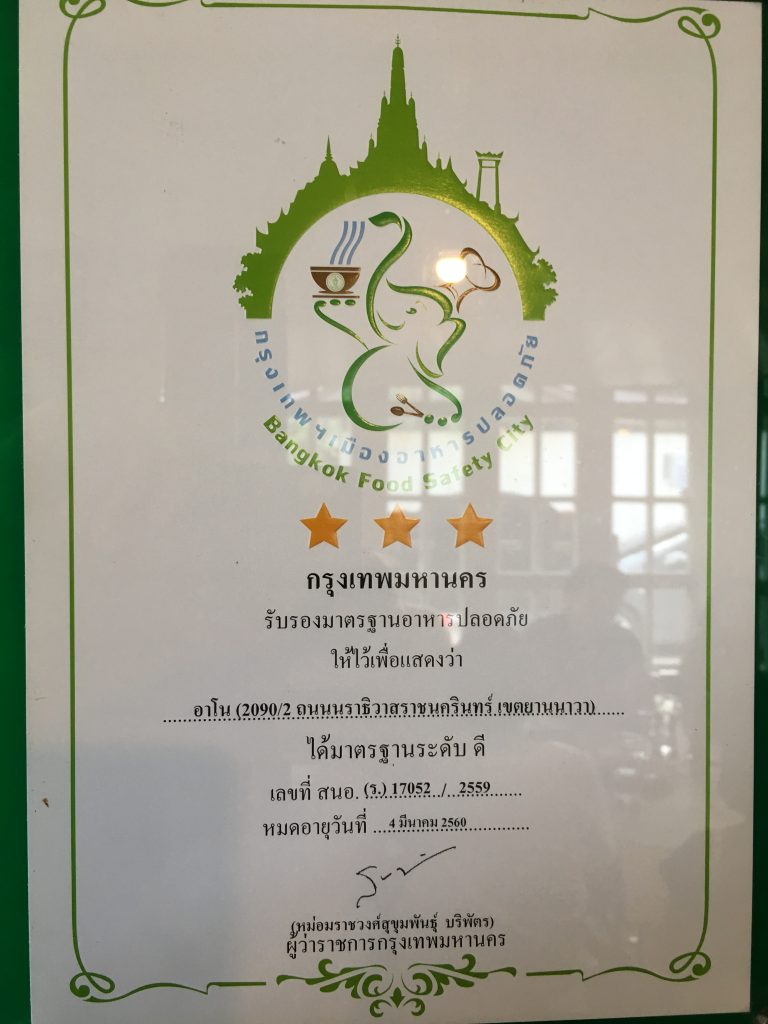 กรุงเทพฯเมืองอาหารปลอดภัย
Bangkok Food Safety City
กรุงเทพมหานคร
รับรองมาตรฐานอาหารปลอดภัย
ให้ไว้เพื่อแสดงว่า
อาโน (2090/2 ถนนนราธิวาสราชนครินทร์ เขตยานนาวา)
ได้มาตรฐานระดับ ดี
เลขที่ สนอ. (ร.) 17052 / 2559
หมดอายุวันที่ 4 มีนาคม 2560
(หม่อมราชวงศ์สุขุมพันธุ์ บริพัตร)
ผู้ว่าราชการกรุงเทพมหานคร